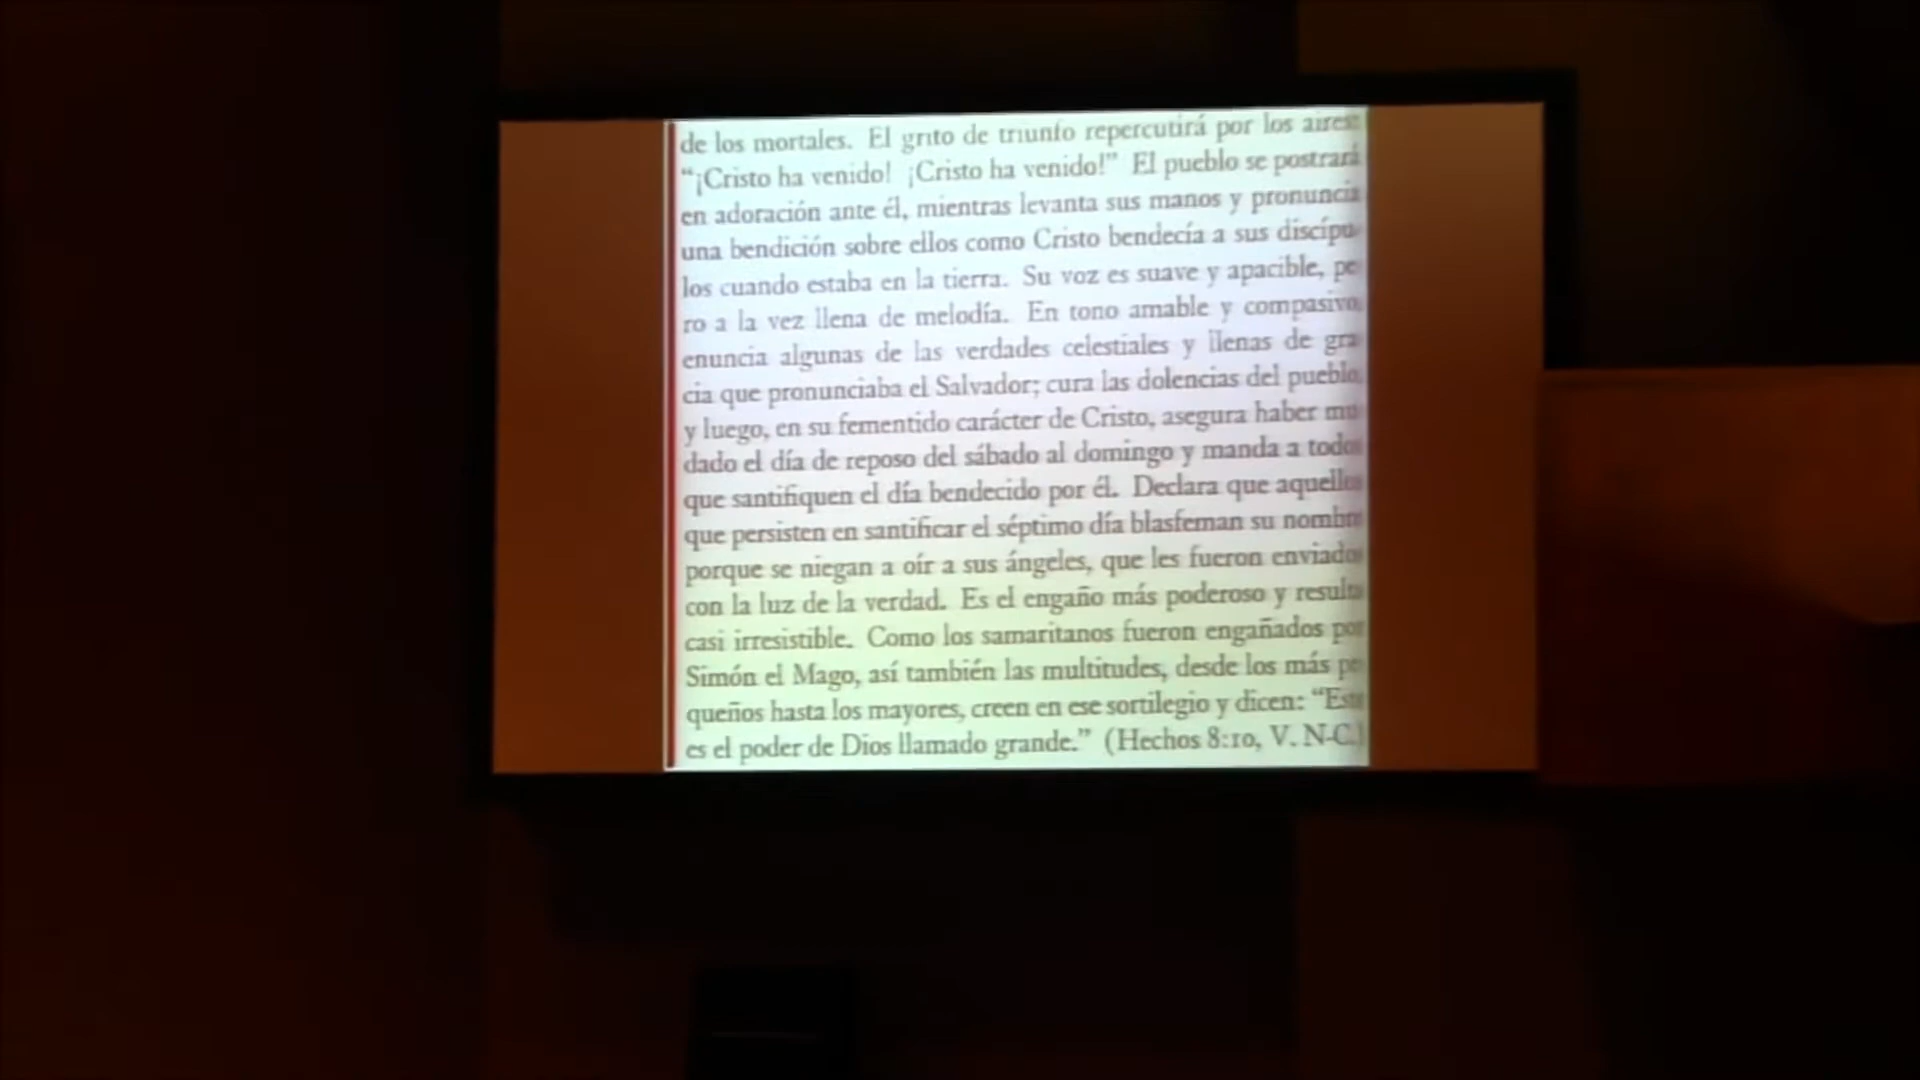 de los mortales. El grito de triunfo repercutirá por los aires:
“¡Cristo ha venido! ¡Cristo ha venido!” El pueblo se postrará
en adoración ante él, mientras levanta sus manos y pronuncia
una bendición sobre ellos como Cristo bendecía a sus discípu-
los cuando estaba en la tierra. Su voz es suave y apacible, pe-
ro a la vez llena de melodía. En tono amable y compasivo,
enuncia algunas de las verdades celestiales y llenas de gra-
cia que pronunciaba el Salvador; cura las dolencias del pueblo,
y luego, en su fementido carácter de Cristo, asegura haber mu-
dado el día de reposo del sábado al domingo y manda a todos
que santifiquen el día bendecido por él. Declara que aquellos
que persisten en santificar el séptimo día blasfeman su nombre
porque se niegan a oír a sus ángeles, que les fueron enviados
con la luz de la verdad. Es el engaño más poderoso y resulta
casi irresistible. Como los samaritanos fueron engañados por
Simón el Mago, así también las multitudes, desde los más pe-
queños hasta los mayores, creen en ese sortilegio y dicen: “Este
es el poder de Dios llamado grande.” (Hechos 8:10, V. N-C.)